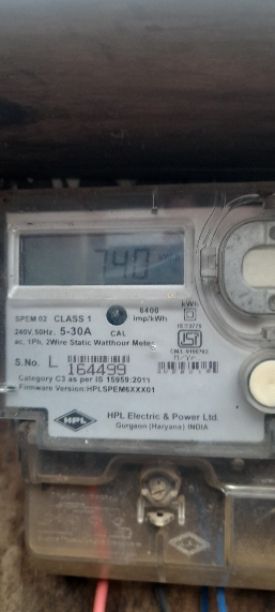 740
kWh
SPEM 02 CLASS 1
6400
imp/kWh
240V, 50Hz. 5-30A CAL
ac, 1Ph, 2Wire Static Watthour Meter
S.No. L 164499
Category C3 as per IS 15959:2011
Firmware Version: HPLSPEM6XXX01
HPL
HPL Electric & Power Ltd.
Gurgaon (Haryana) INDIA